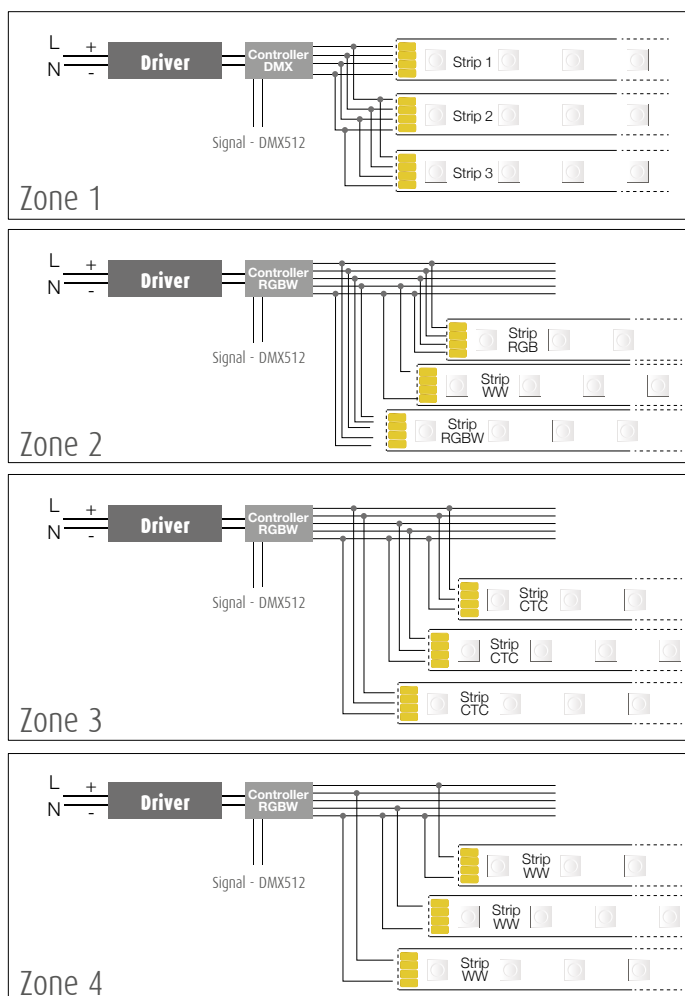 L +
N -
Driver
Controller
DMX
Signal - DMX512
Strip 1
Strip 2
Strip 3
Zone 1
L +
N -
Driver
Controller
RGBW
Signal - DMX512
Strip
RGB
Strip
WW
Strip
RGBW
Zone 2
L +
N -
Driver
Controller
RGBW
Signal - DMX512
Strip
CTC
Strip
CTC
Strip
CTC
Zone 3
L +
N -
Driver
Controller
RGBW
Signal - DMX512
Strip
WW
Strip
WW
Strip
WW
Zone 4